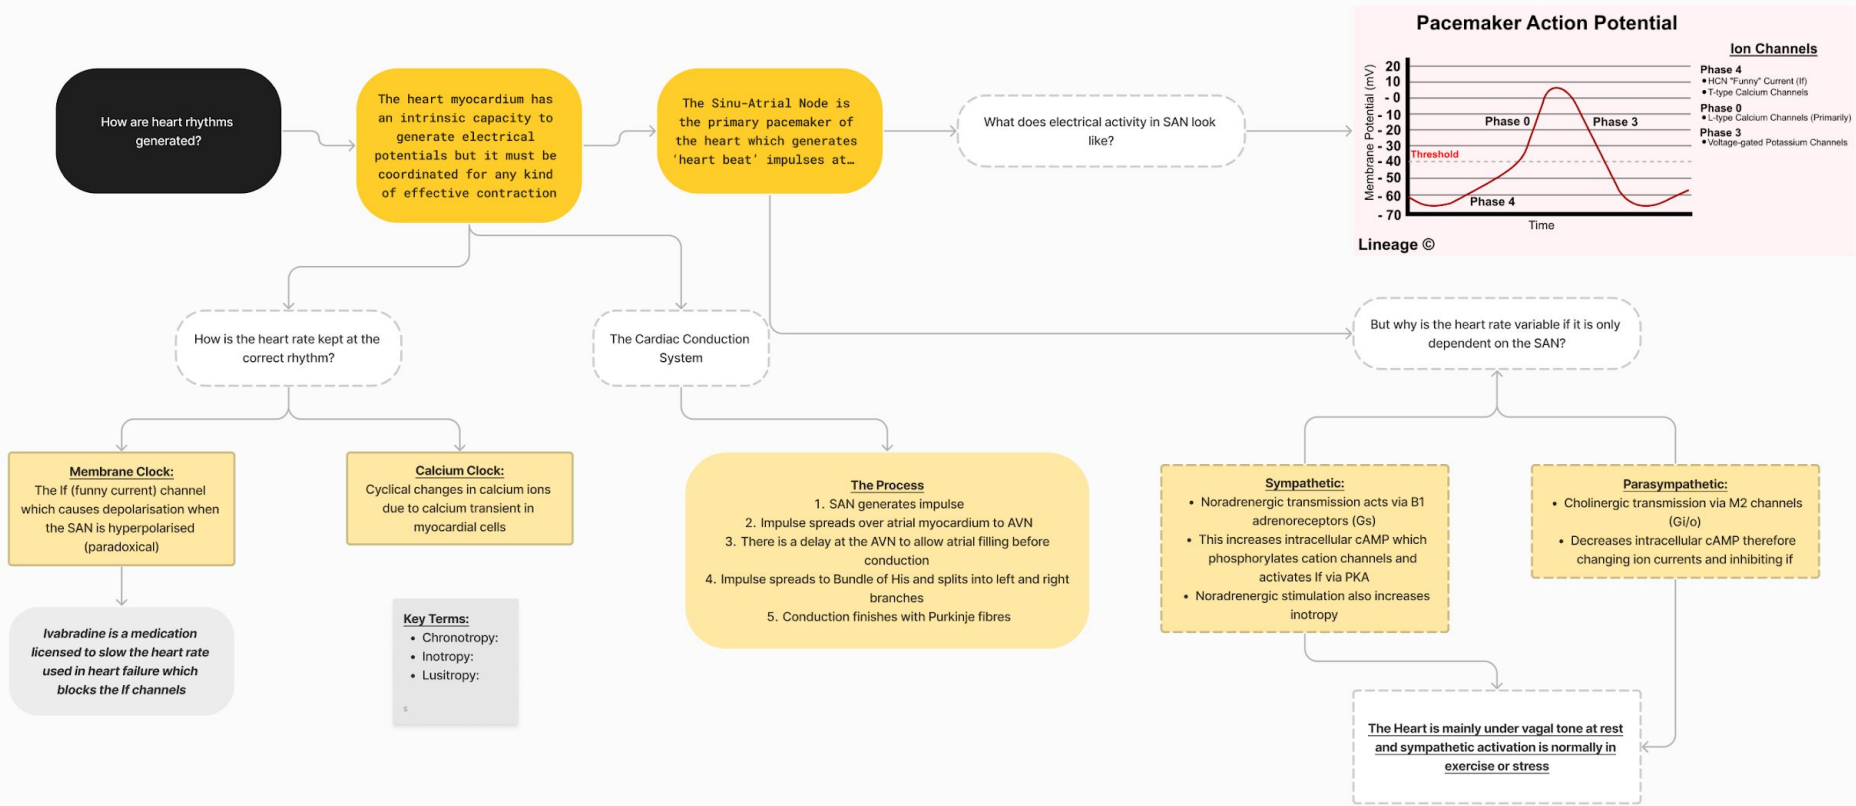 How are heart rhythms
generated?
The heart myocardium has
an intrinsic capacity to
generate electrical
potentials but it must be
coordinated for any kind
of effective contraction
The Sinu-Atrial Node is
the primary pacemaker of
the heart which generates
‘heart beat’ impulses at…
What does electrical activity in SAN look
like?
Pacemaker Action Potential
Membrane Potential (mV)
20
10
- 0
- 10
- 20
- 30
- 40
- 50
- 60
- 70
Phase 0
Phase 3
Threshold
Phase 4
Time
Lineage ©
Ion Channels
Phase 4
• HCN "Funny" Current (If)
• T-type Calcium Channels
Phase 0
• L-type Calcium Channels (Primarily)
Phase 3
• Voltage-gated Potassium Channels
How is the heart rate kept at the
correct rhythm?
The Cardiac Conduction
System
But why is the heart rate variable if it is only
dependent on the SAN?
Membrane Clock:
The If (funny current) channel
which causes depolarisation when
the SAN is hyperpolarised
(paradoxical)
Calcium Clock:
Cyclical changes in calcium ions
due to calcium transient in
myocardial cells
The Process
1. SAN generates impulse
2. Impulse spreads over atrial myocardium to AVN
3. There is a delay at the AVN to allow atrial filling before
conduction
4. Impulse spreads to Bundle of His and splits into left and right
branches
5. Conduction finishes with Purkinje fibres
Sympathetic:
• Noradrenergic transmission acts via B1
adrenoreceptors (Gs)
• This increases intracellular cAMP which
phosphorylates cation channels and
activates If via PKA
• Noradrenergic stimulation also increases
inotropy
Parasympathetic:
• Cholinergic transmission via M2 channels
(Gi/o)
• Decreases intracellular cAMP therefore
changing ion currents and inhibiting if
Ivabradine is a medication
licensed to slow the heart rate
used in heart failure which
blocks the If channels
Key Terms:
• Chronotropy:
• Inotropy:
• Lusitropy:
s
The Heart is mainly under vagal tone at rest
and sympathetic activation is normally in
exercise or stress